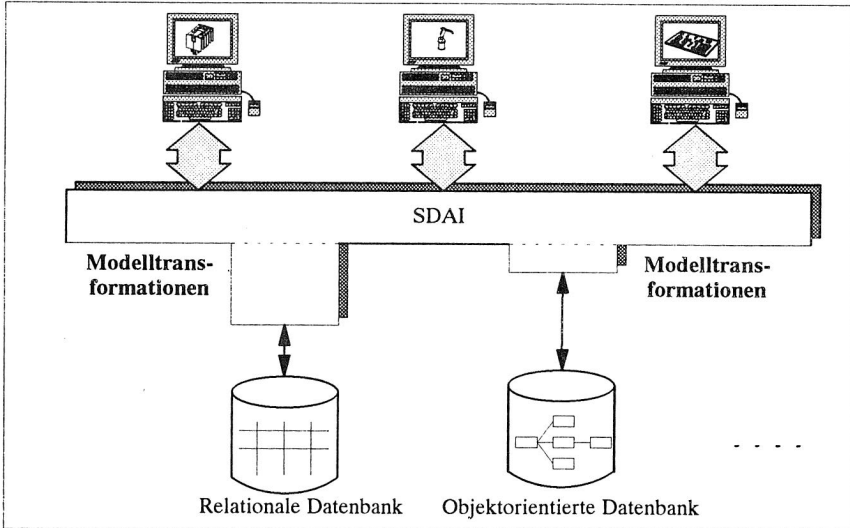 SDAI
Modelltrans-
formationen
Modelltrans-
formationen
Relationale Datenbank
Objektorientierte Datenbank